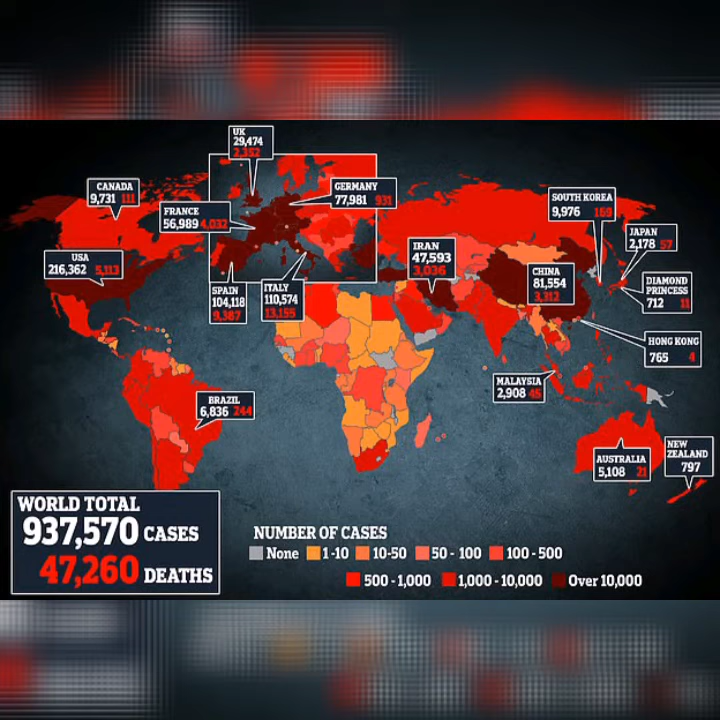 UK
29,474
2,352
CANADA
9,731 111
GERMANY
77,981 931
FRANCE
56,989 4,032
SOUTH KOREA
9,976 169
JAPAN
2,178 57
USA
216,362 5,113
IRAN
47,593
3,036
CHINA
81,554
3,312
DIAMOND
PRINCESS
712 11
SPAIN
104,118
9,387
ITALY
110,574
13,155
HONG KONG
765 4
MALAYSIA
2,908 45
BRAZIL
6,836 244
AUSTRALIA
5,108 21
NEW
ZEALAND
797
WORLD TOTAL
937,570 CASES
47,260 DEATHS
NUMBER OF CASES
None 1-10 10-50 50 - 100 100 - 500
500 - 1,000 1,000 - 10,000 Over 10,000